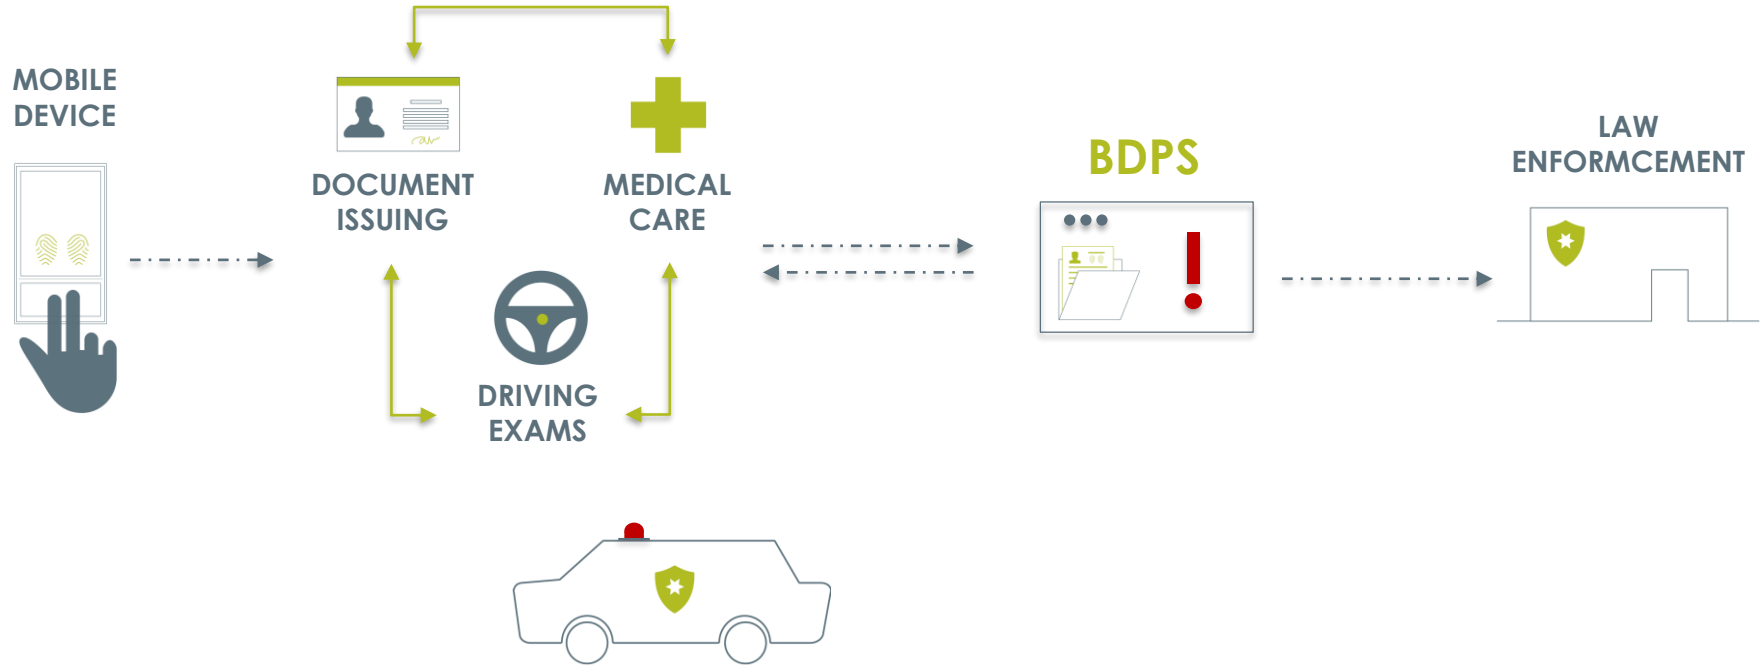 MOBILE
DEVICE
DOCUMENT
ISSUING
MEDICAL
CARE
DRIVING
EXAMS
BDPS
LAW
ENFORMCEMENT